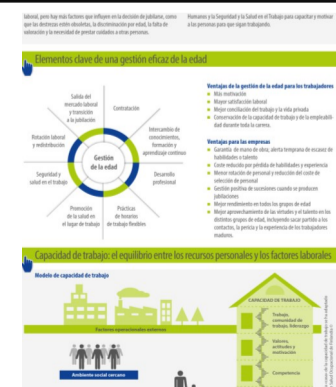 laboral, pero hay más factores que influyen en la decisión de jubilarse, como
que las destrezas estén obsoletas, la discriminación por edad, la falta de
valoración y la necesidad de prestar cuidados a otras personas.
Humanos y la Seguridad y la Salud en el Trabajo para capacitar y motivar
a las personas para que sigan trabajando.
Elementos clave de una gestión eficaz de la edad
Salida del
mercado laboral
y transición
a la jubilación
Contratación
Intercambio de
conocimientos,
formación y
aprendizaje continuo
Desarrollo
profesional
Prácticas
de horarios
de trabajo flexibles
Promoción
de la salud en
el lugar de trabajo
Seguridad y
salud en el trabajo
Rotación laboral
y redistribución
Gestión
de la edad
Ventajas de la gestión de la edad para los trabajadores
Más motivación
Mayor satisfacción laboral
Mejor conciliación del trabajo y la vida privada
Conservación de la capacidad de trabajo y de la empleabili-
dad durante toda la carrera.
Ventajas para las empresas
Garantía de mano de obra; alerta temprana de escasez de
habilidades o talento
Coste reducido por pérdida de habilidades y experiencia
Menor rotación de personal y reducción del coste de
selección de personal
Gestión positiva de sucesiones cuando se producen
jubilaciones
Mejor rendimiento en todos los grupos de edad
Mejor aprovechamiento de las virtudes y el talento en los
distintos grupos de edad, incluyendo sacar partido a los
contactos, la pericia y la experiencia de los trabajadores
maduros.
Capacidad de trabajo: el equilibrio entre los recursos personales y los factores laborales
Modelo de capacidad de trabajo
Factores operacionales externos
Ambiente social cercano
CAPACIDAD DE TRABAJO
Trabajo,
comunidad de
trabajo, liderazgo
Valores,
actitudes y
motivación
Competencia